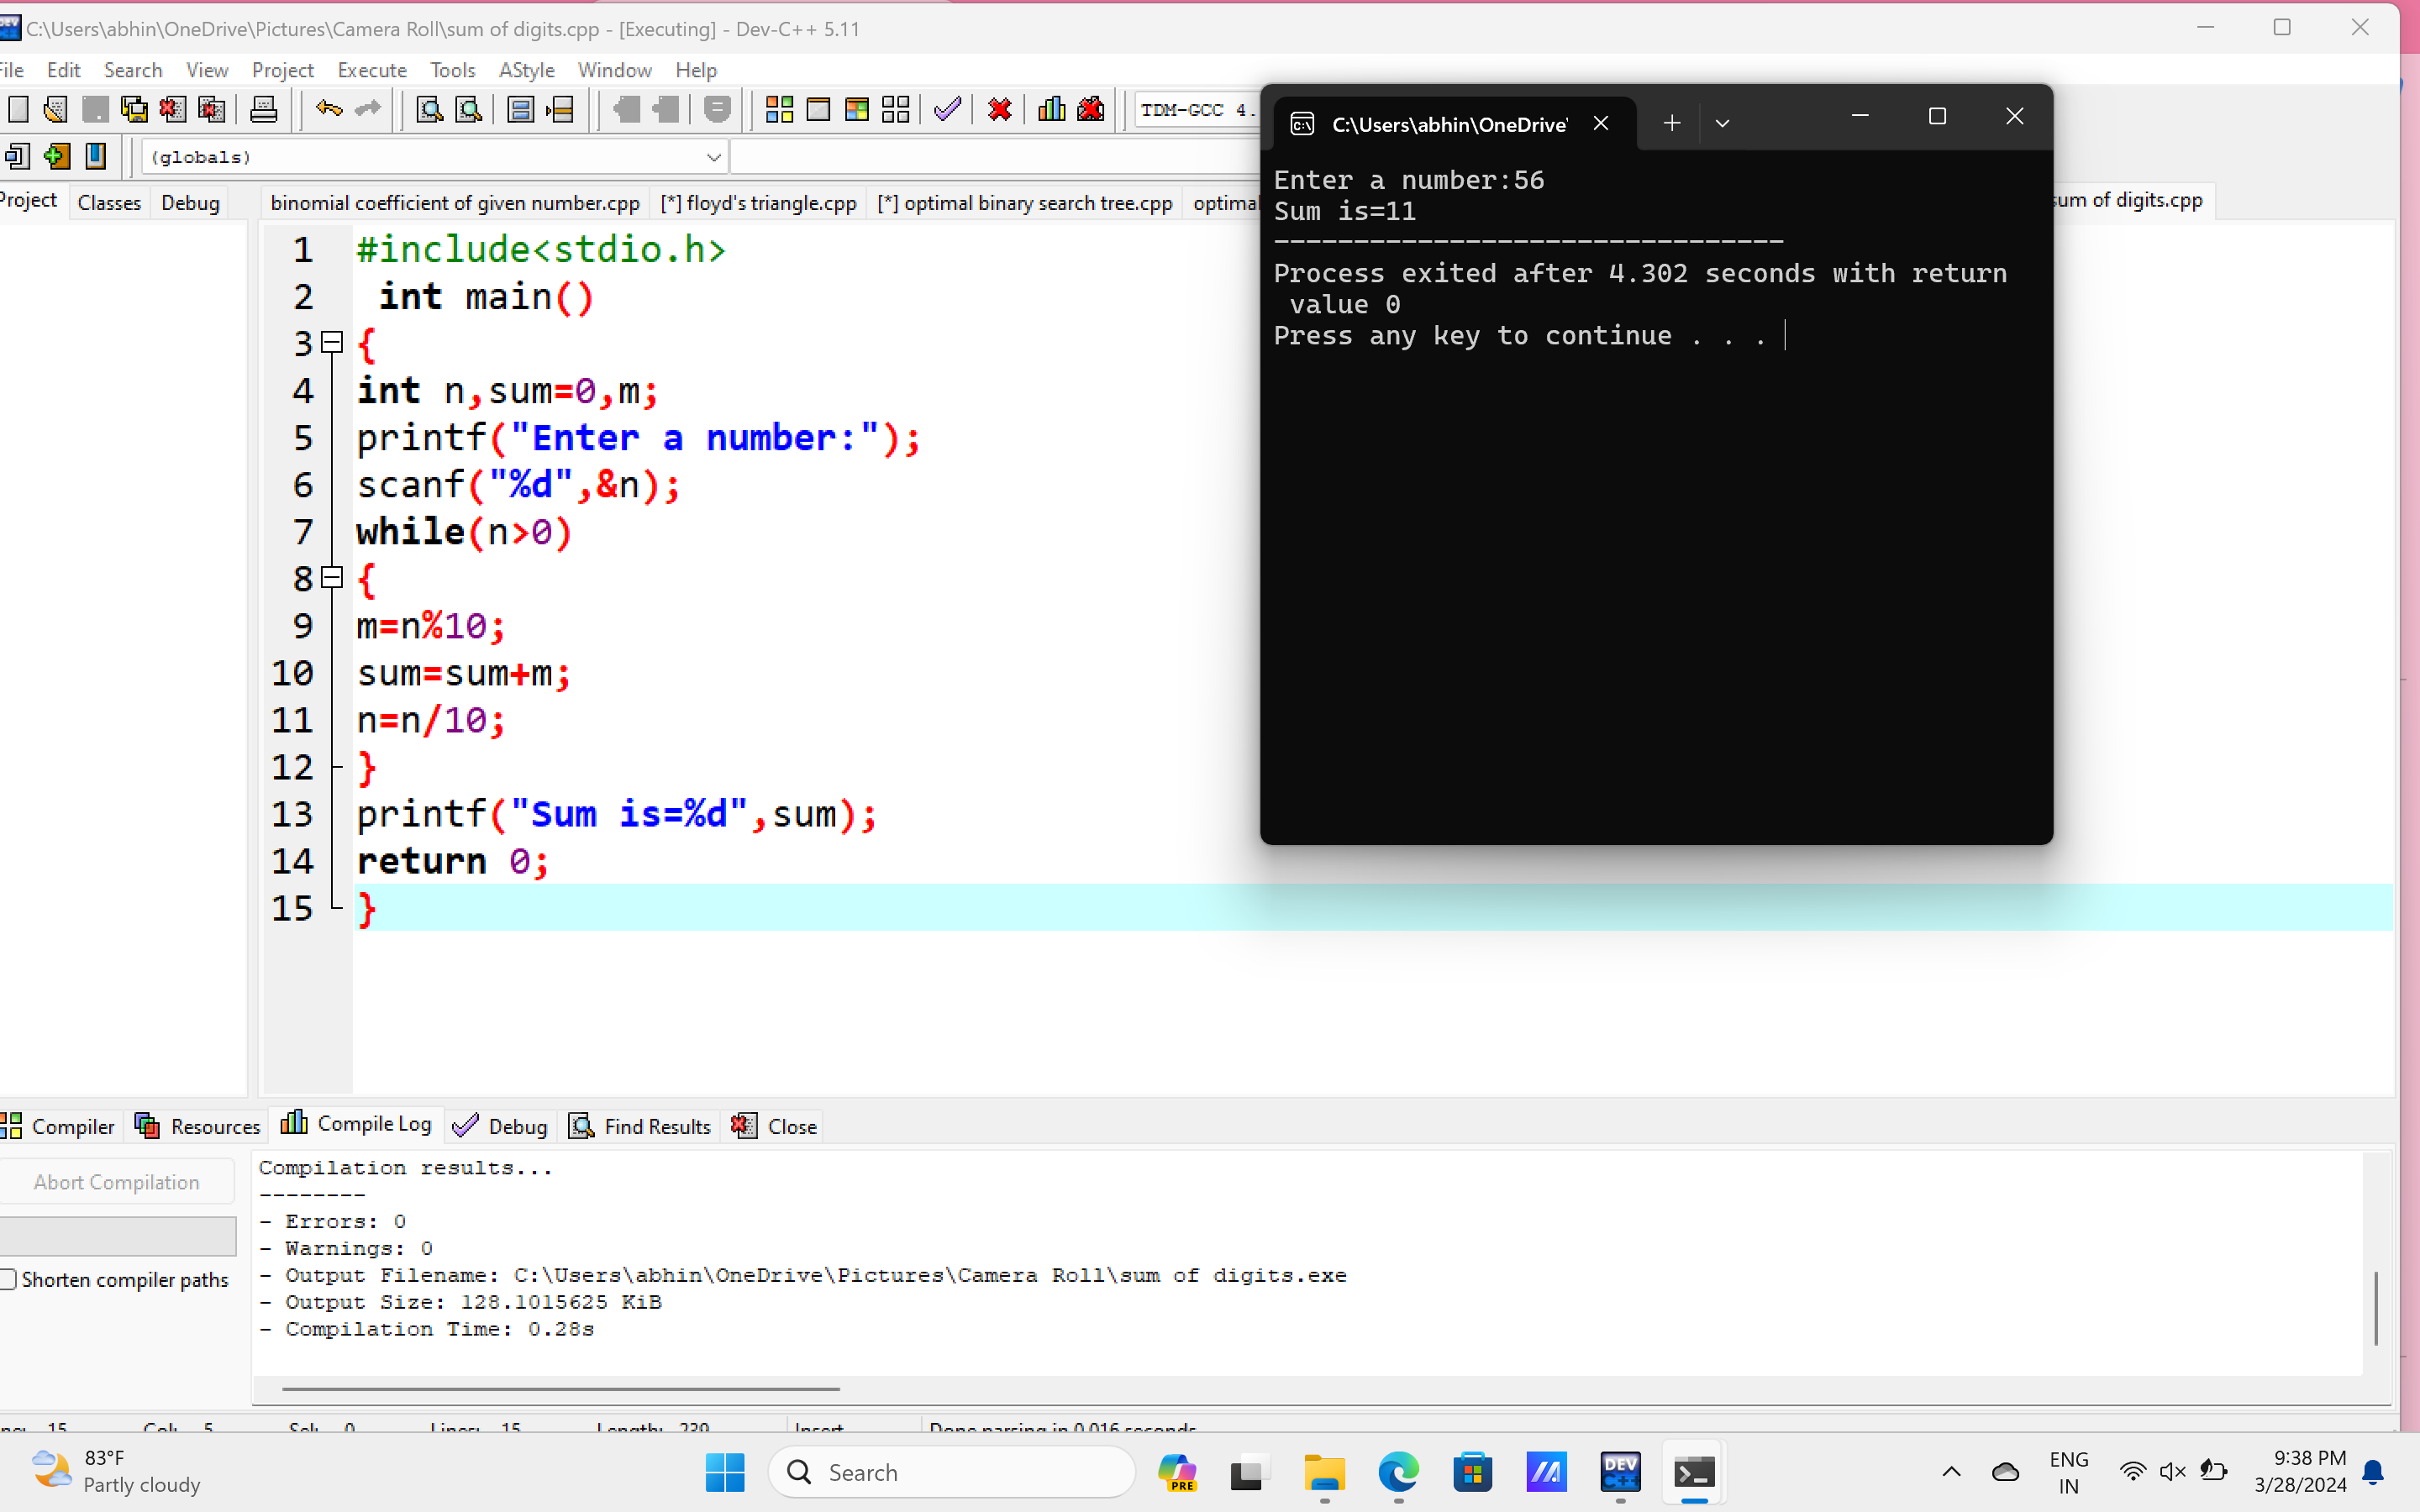 C:\Users\abhin\OneDrive\Pictures\Camera Roll\sum of digits.cpp - [Executing] - Dev-C++ 5.11
File Edit Search View Project Execute Tools AStyle Window Help
TDM-GCC 4.
(globals)
Project Classes Debug
binomial coefficient of given number.cpp [*] floyd's triangle.cpp [*] optimal binary search tree.cpp optimal sum of digits.cpp
1 #include<stdio.h>
2 int main()
3 {
4 int n,sum=0,m;
5 printf("Enter a number:");
6 scanf("%d",&n);
7 while(n>0)
8 {
9 m=n%10;
10 sum=sum+m;
11 n=n/10;
12 }
13 printf("Sum is=%d",sum);
14 return 0;
15 }
C:\Users\abhin\OneDrive\
Enter a number:56
Sum is=11
--------------------------------
Process exited after 4.302 seconds with return
value 0
Press any key to continue . . .
Compiler Resources Compile Log Debug Find Results Close
Abort Compilation
Shorten compiler paths
Compilation results...
--------
- Errors: 0
- Warnings: 0
- Output Filename: C:\Users\abhin\OneDrive\Pictures\Camera Roll\sum of digits.exe
- Output Size: 128.1015625 KiB
- Compilation Time: 0.28s
15 Col: 5 Sel: 0 Lines: 15 Length: 239 Insert Done parsing in 0.016 seconds
83°F
Partly cloudy
Search
PRE
DEV
C++
ENG
IN
9:38 PM
3/28/2024